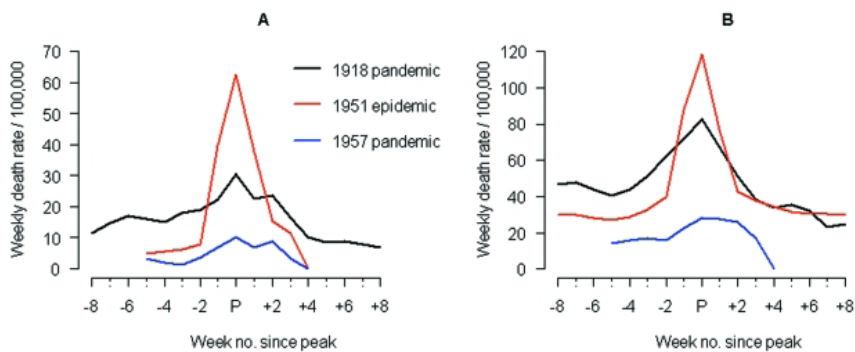 A
Weekly death rate / 100,000
70
60
50
40
30
20
10
0
1918 pandemic
1951 epidemic
1957 pandemic
-8 -6 -4 -2 P +2 +4 +6 +8
Week no. since peak
B
Weekly death rate / 100,000
120
100
80
60
40
20
0
-8 -6 -4 -2 P +2 +4 +6 +8
Week no. since peak